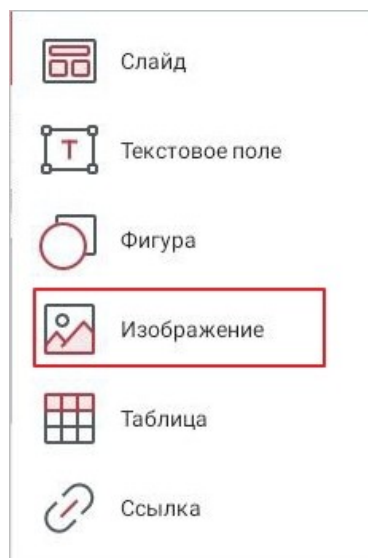 Слайд
Текстовое поле
Фигура
Изображение
Таблица
Ссылка